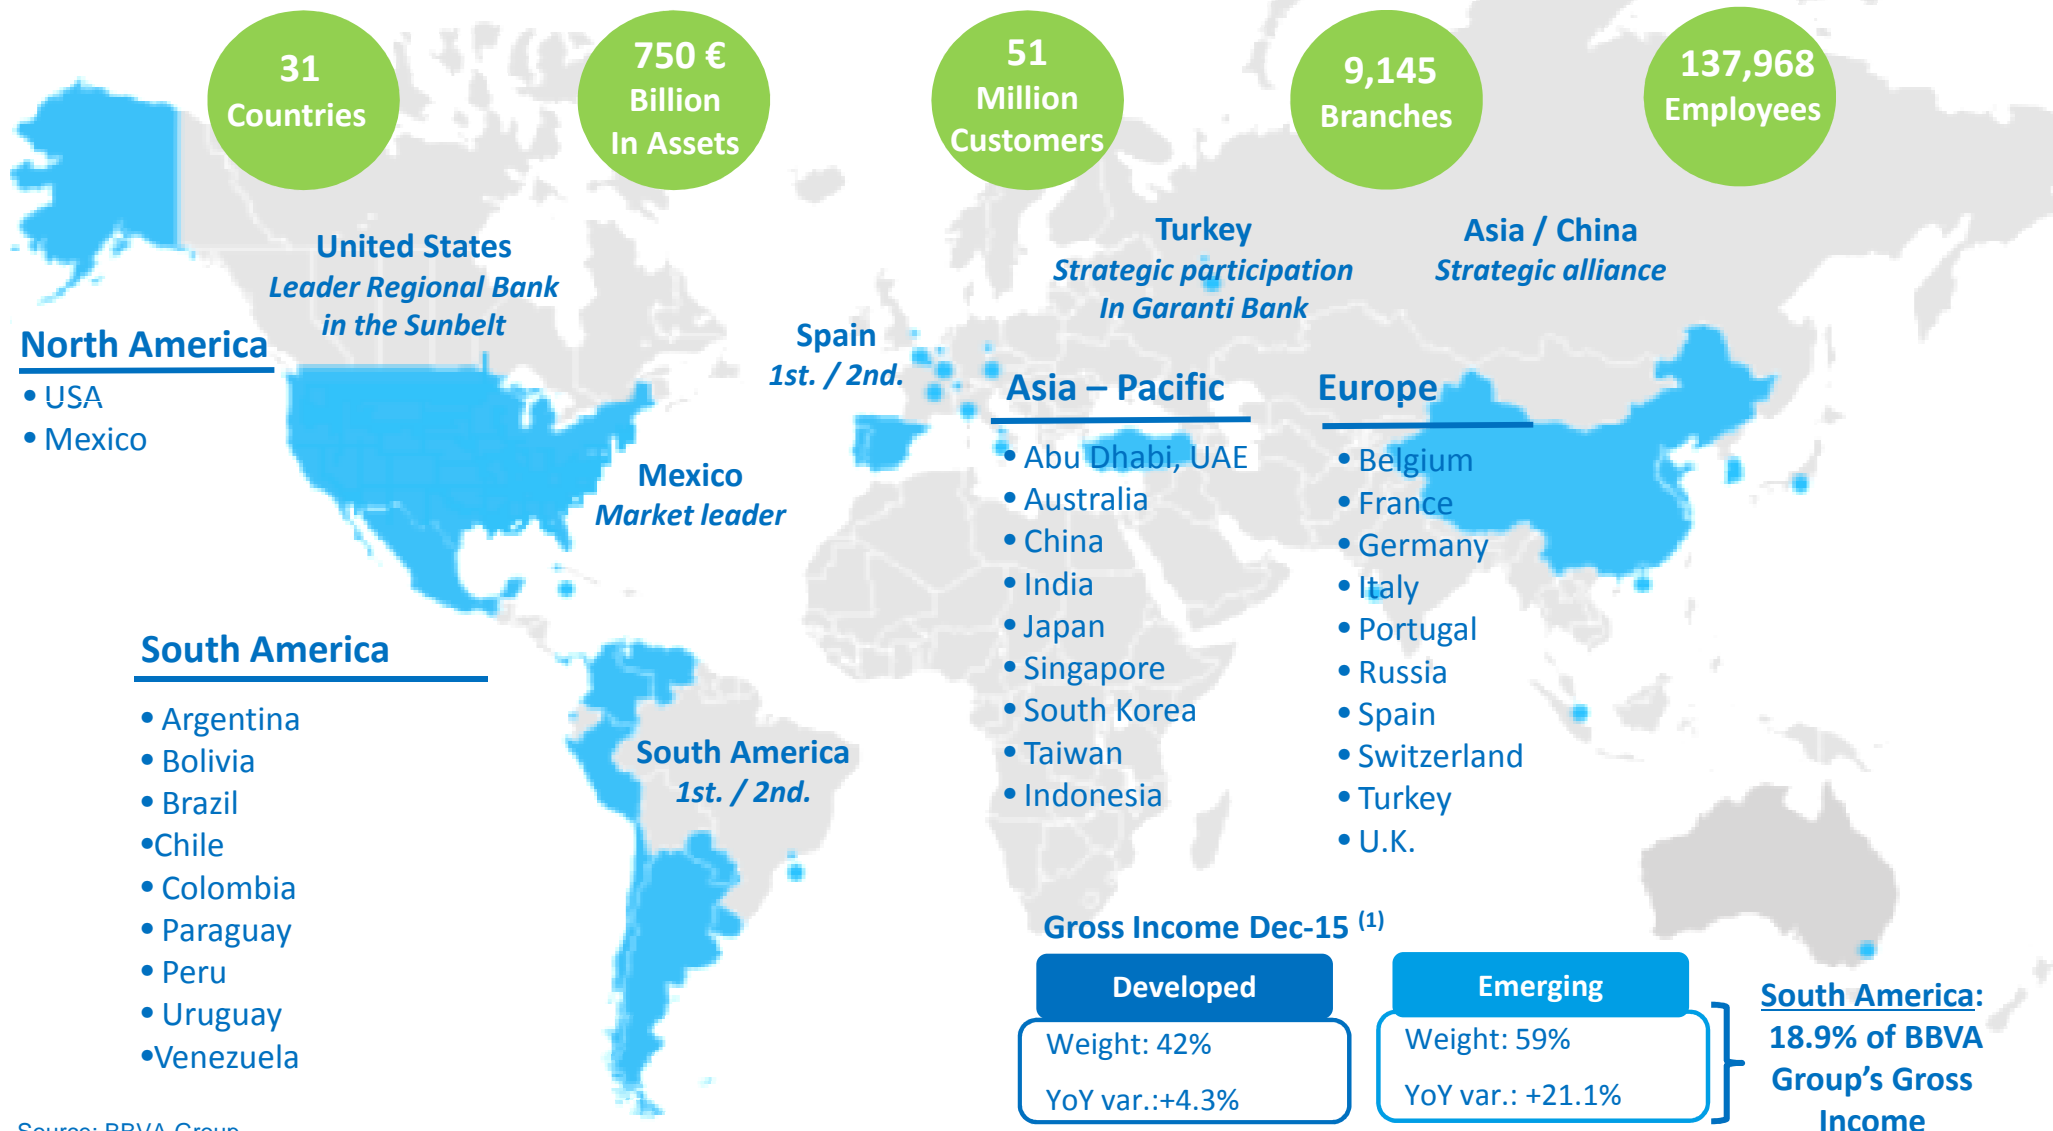 31
Countries
750 €
Billion
In Assets
51
Million
Customers
9,145
Branches
137,968
Employees
United States
Leader Regional Bank
in the Sunbelt
Turkey
Strategic participation
In Garanti Bank
Asia / China
Strategic alliance
North America
• USA
• Mexico
Spain
1st. / 2nd.
Mexico
Market leader
Asia – Pacific
• Abu Dhabi, UAE
• Australia
• China
• India
• Japan
• Singapore
• South Korea
• Taiwan
• Indonesia
Europe
• Belgium
• France
• Germany
• Italy
• Portugal
• Russia
• Spain
• Switzerland
• Turkey
• U.K.
South America
• Argentina
• Bolivia
• Brazil
•Chile
• Colombia
• Paraguay
• Peru
• Uruguay
•Venezuela
South America
1st. / 2nd.
Gross Income Dec-15 (1)
Developed
Weight: 42%
YoY var.:+4.3%
Emerging
Weight: 59%
YoY var.: +21.1%
South America:
18.9% of BBVA
Group's Gross
Income
Source: BBVA Group